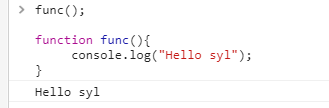 > func();
function func(){
console.log("Hello syl");
}
Hello syl